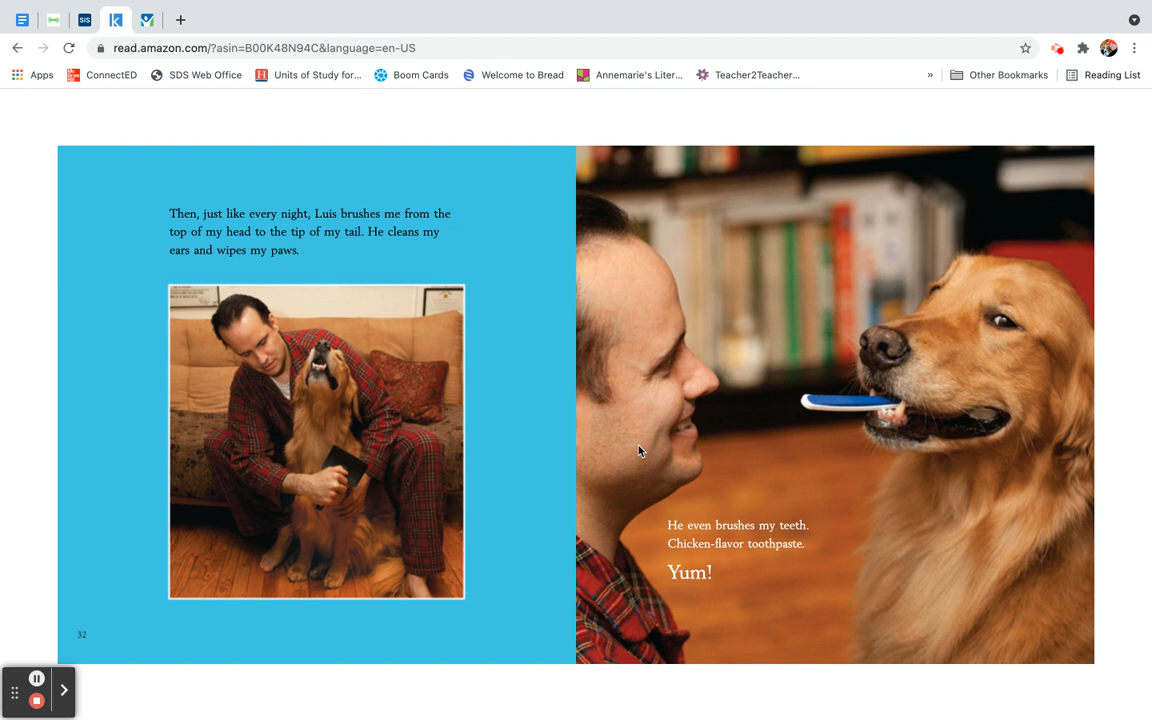 SIS
read.amazon.com/?asin=B00K48N94C&language=en-US
Apps
ConnectED
SDS Web Office
Units of Study for...
Boom Cards
Welcome to Bread
Annemarie's Liter...
Teacher2Teacher...
»
Other Bookmarks
Reading List
Then, just like every night, Luis brushes me from the
top of my head to the tip of my tail. He cleans my
ears and wipes my paws.
32
He even brushes my teeth.
Chicken-flavor toothpaste.
Yum!